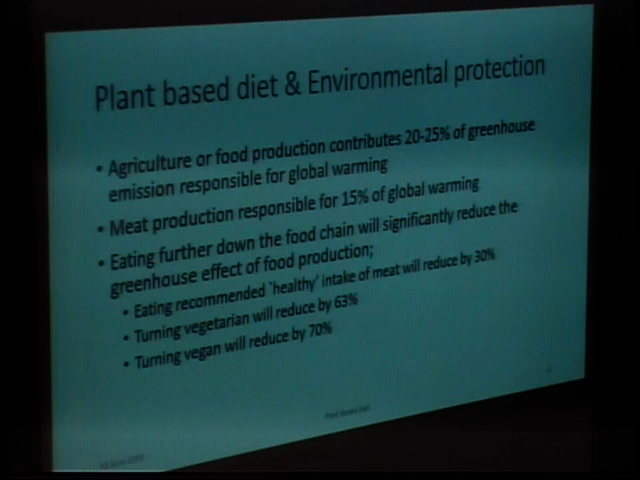 Plant based diet & Environmental protection
• Agriculture or food production contributes 20-25% of greenhouse
emission responsible for global warming
• Meat production responsible for 15% of global warming
• Eating further down the food chain will significantly reduce the
greenhouse effect of food production;
• Eating recommended 'healthy' intake of meat will reduce by 30%
• Turning vegetarian will reduce by 63%
• Turning vegan will reduce by 70%
Plant Based Diet